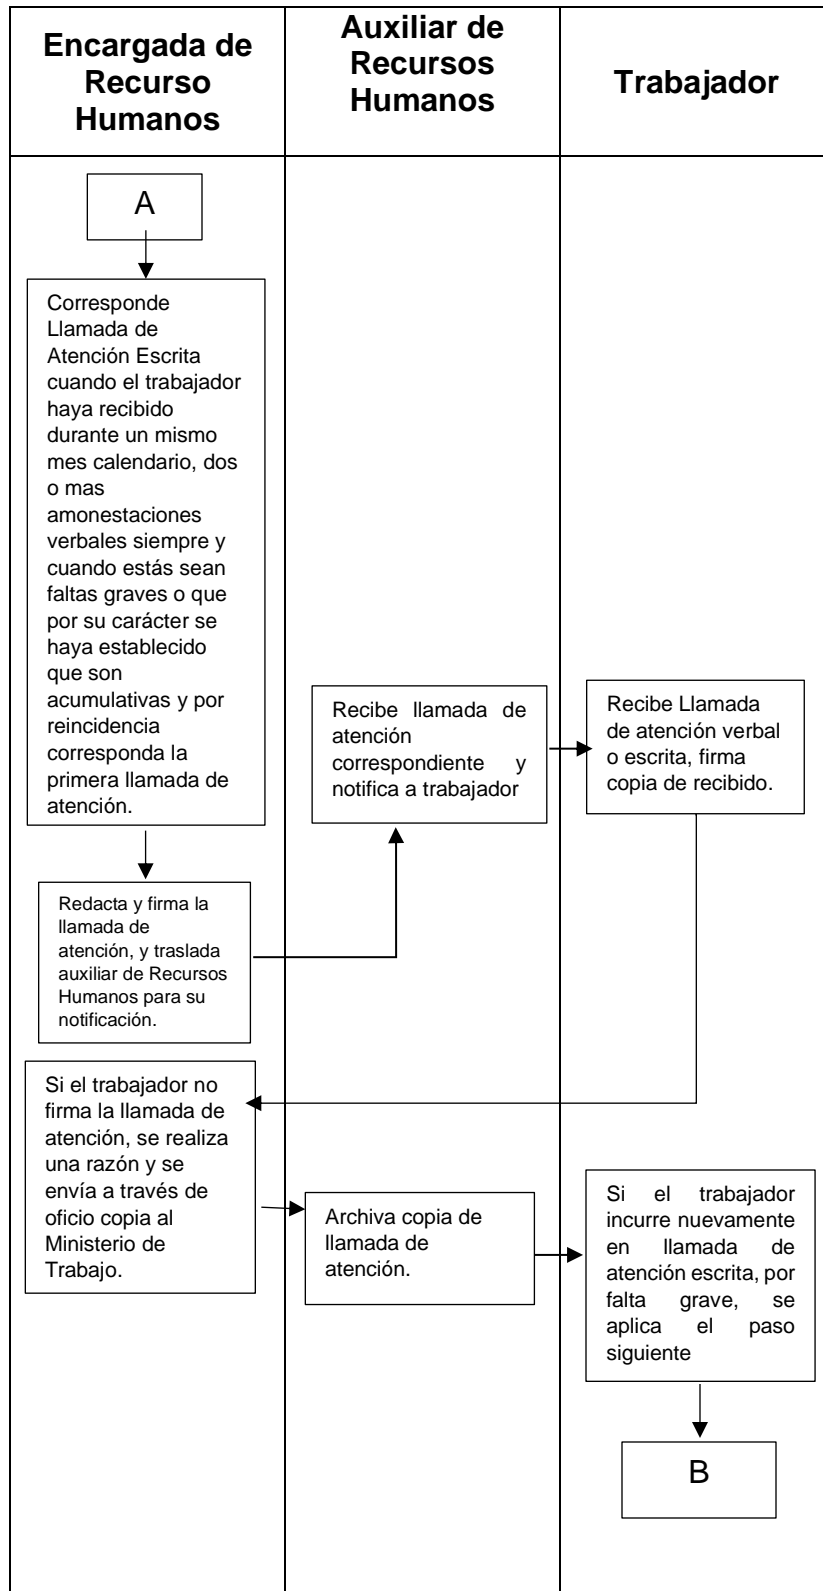 Encargada de
Recurso
Humanos
Auxiliar de
Recursos
Humanos
Trabajador
A
Corresponde
Llamada de
Atención Escrita
cuando el trabajador
haya recibido
durante un mismo
mes calendario, dos
o mas
amonestaciones
verbales siempre y
cuando estás sean
faltas graves o que
por su carácter se
haya establecido
que son
acumulativas y por
reincidencia
corresponda la
primera llamada de
atención.
Redacta y firma la
llamada de
atención, y traslada
auxiliar de Recursos
Humanos para su
notificación.
Recibe llamada de
atención
correspondiente y
notifica a trabajador
Recibe Llamada
de atención verbal
o escrita, firma
copia de recibido.
Si el trabajador no
firma la llamada de
atención, se realiza
una razón y se
envía a través de
oficio copia al
Ministerio de
Trabajo.
Archiva copia de
llamada de
atención.
Si el trabajador
incurre nuevamente
en llamada de
atención escrita, por
falta grave, se
aplica el paso
siguiente
B